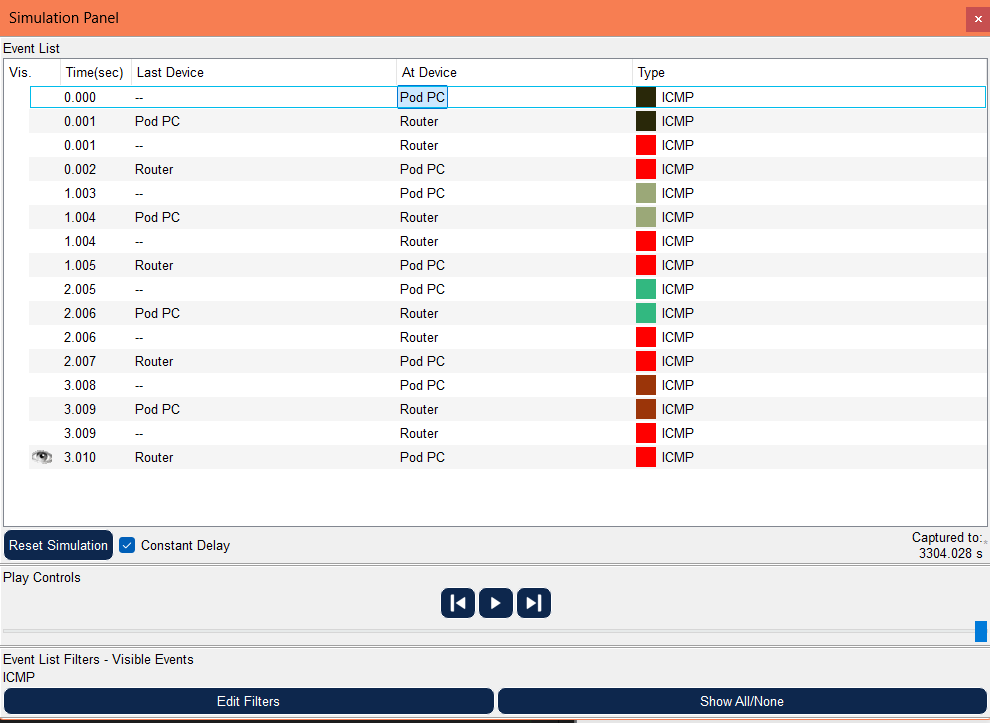 Simulation Panel
Event List
Vis. Time(sec) Last Device At Device Type
0.000 -- Pod PC ICMP
0.001 Pod PC Router ICMP
0.001 -- Router ICMP
0.002 Router Pod PC ICMP
1.003 -- Pod PC ICMP
1.004 Pod PC Router ICMP
1.004 -- Router ICMP
1.005 Router Pod PC ICMP
2.005 -- Pod PC ICMP
2.006 Pod PC Router ICMP
2.006 -- Router ICMP
2.007 Router Pod PC ICMP
3.008 -- Pod PC ICMP
3.009 Pod PC Router ICMP
3.009 -- Router ICMP
3.010 Router Pod PC ICMP
Reset Simulation Constant Delay Captured to:*
3304.028 s
Play Controls
Event List Filters - Visible Events
ICMP
Edit Filters Show All/None